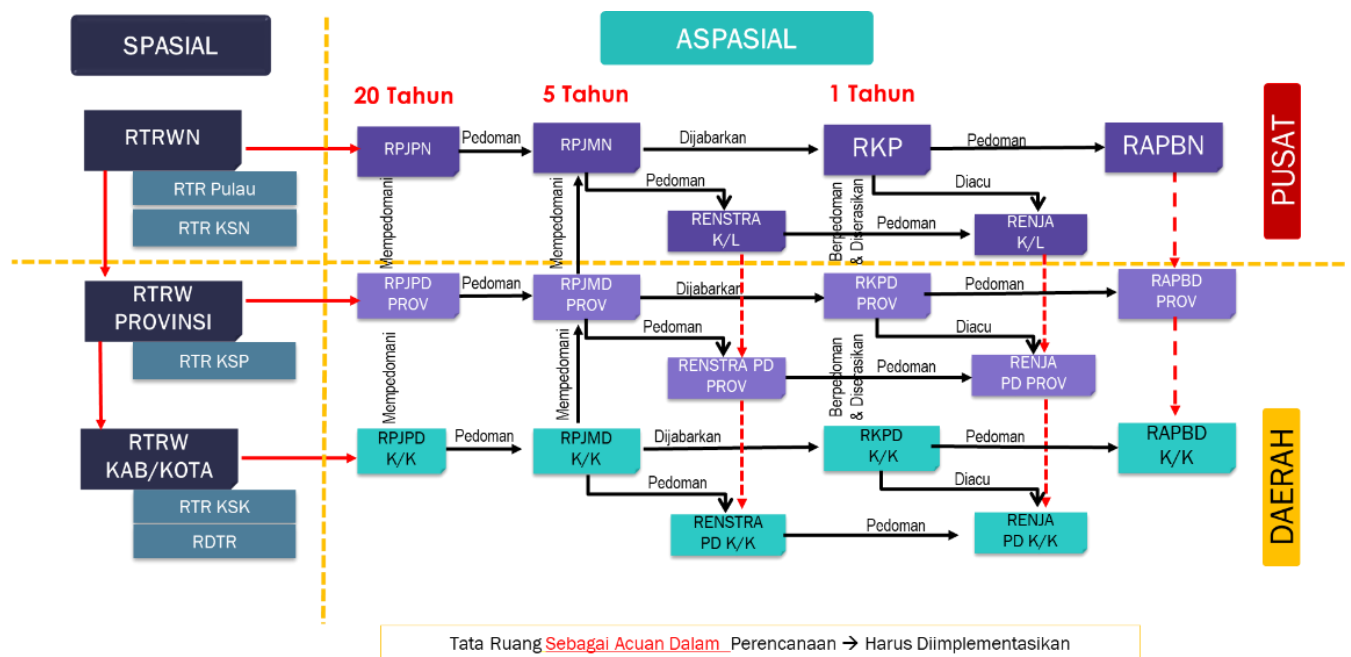 SPASIAL
ASPASIAL
20 Tahun
5 Tahun
1 Tahun
PUSAT
RTRWN
RPJPN
Pedoman
RPJMN
Dijabarkan
RKP
Pedoman
RAPBN
RTR Pulau
RTR KSN
Pedoman
Diacu
RENSTRA
K/L
Pedoman
RENJA
K/L
Mempedomani
Mempedomani
Berpedoman
& Diserasikan
RTRW
PROVINSI
RPJPD
PROV
Pedoman
RPJMD
PROV
Dijabarkan
RKPD
PROV
Pedoman
RAPBD
PROV
RTR KSP
Pedoman
Diacu
RENSTRA PD
PROV
Pedoman
RENJA
PD PROV
Mempedomani
Mempedomani
Berpedoman
& Diserasikan
DAERAH
RTRW
KAB/KOTA
RPJPD
K/K
Pedoman
RPJMD
K/K
Dijabarkan
RKPD
K/K
Pedoman
RAPBD
K/K
RTR KSK
RDTR
Pedoman
Diacu
RENSTRA
PD K/K
Pedoman
RENJA
PD K/K
Tata Ruang Sebagai Acuan Dalam Perencanaan → Harus Diimplementasikan